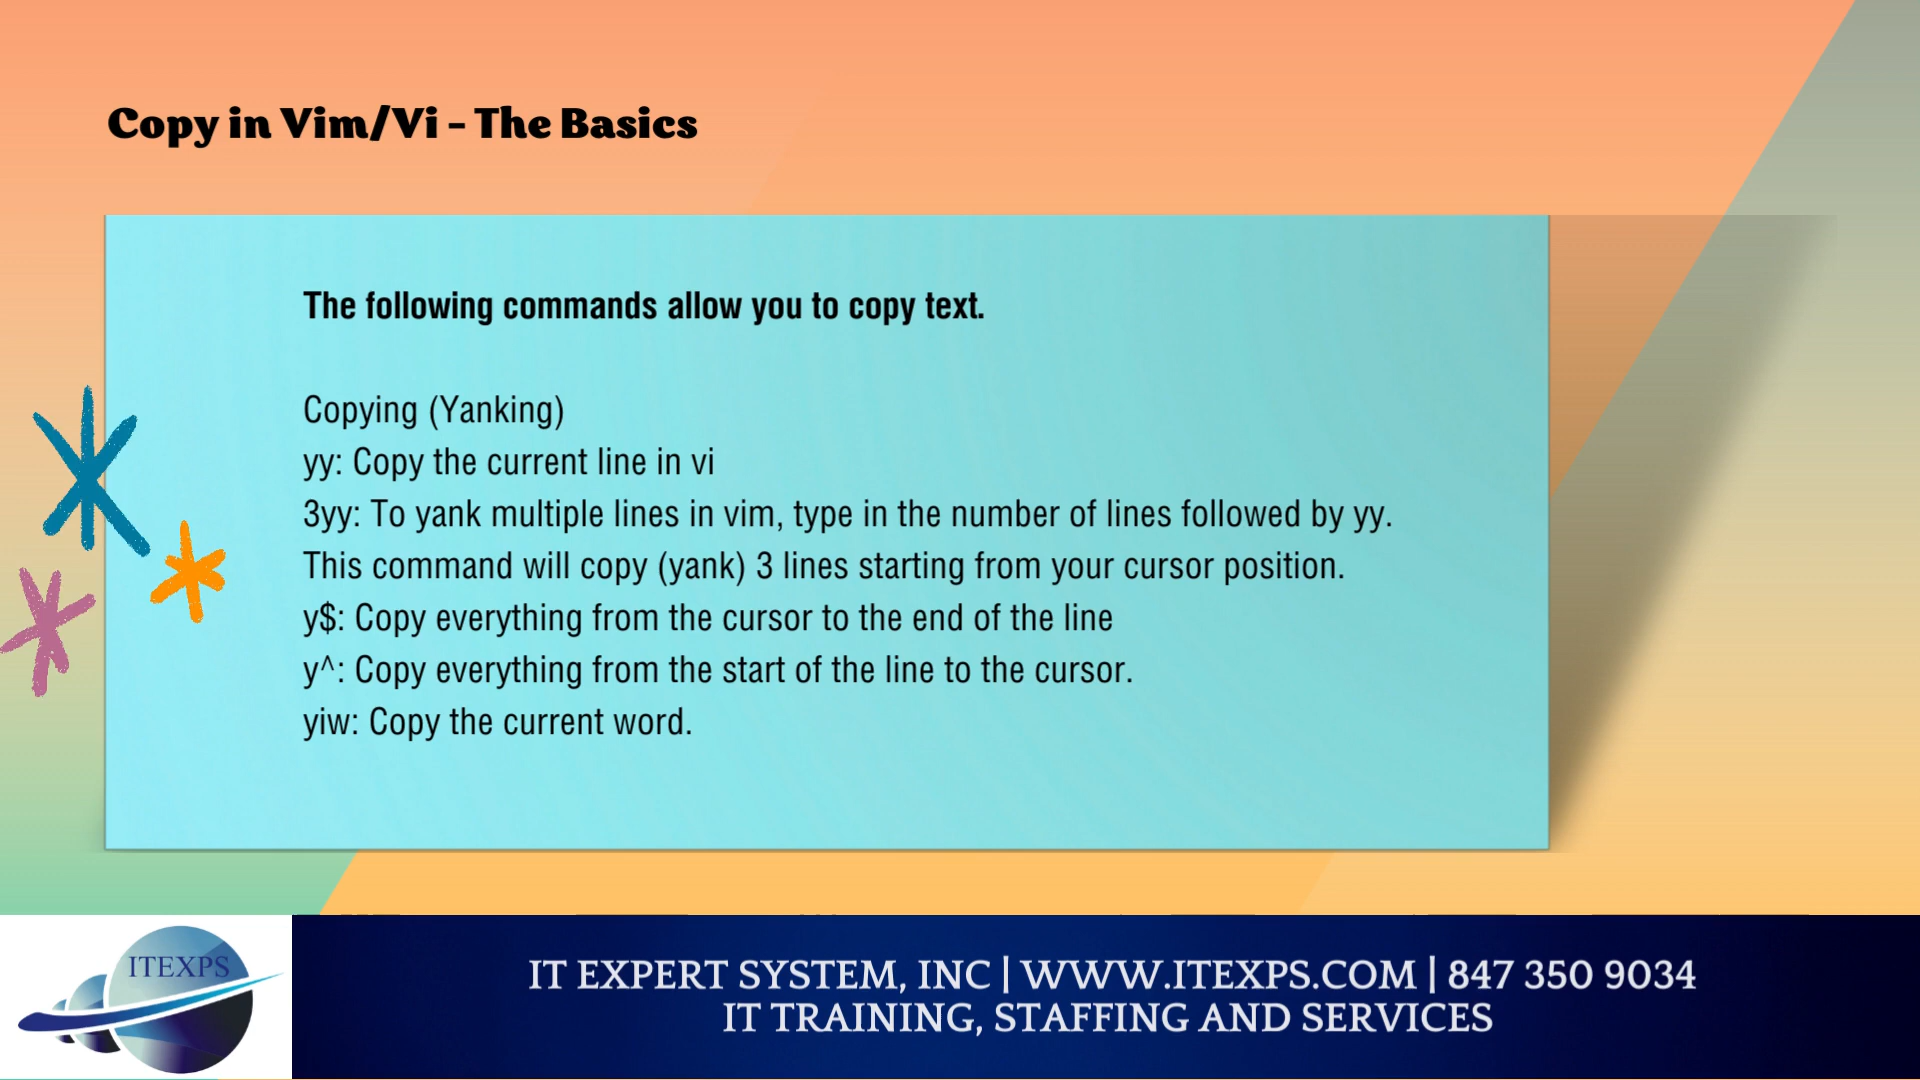 Copy in Vim/Vi - The Basics
The following commands allow you to copy text.
Copying (Yanking)
yy: Copy the current line in vi
3yy: To yank multiple lines in vim, type in the number of lines followed by yy.
This command will copy (yank) 3 lines starting from your cursor position.
y$: Copy everything from the cursor to the end of the line
y^: Copy everything from the start of the line to the cursor.
yiw: Copy the current word.
ITEXPS
IT EXPERT SYSTEM, INC | WWW.ITEXPS.COM | 847 350 9034
IT TRAINING, STAFFING AND SERVICES